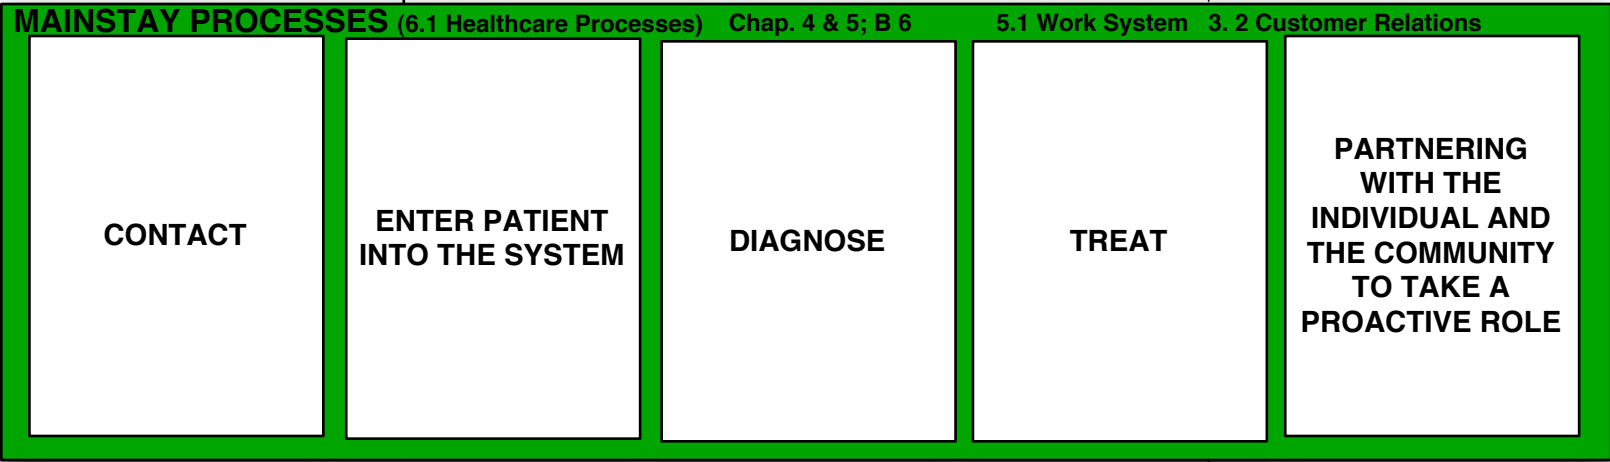 MAINSTAY PROCESSES (6.1 Healthcare Processes) Chap. 4 & 5; B 6 5.1 Work System 3. 2 Customer Relations
CONTACT
ENTER PATIENT
INTO THE SYSTEM
DIAGNOSE
TREAT
PARTNERING
WITH THE
INDIVIDUAL AND
THE COMMUNITY
TO TAKE A
PROACTIVE ROLE